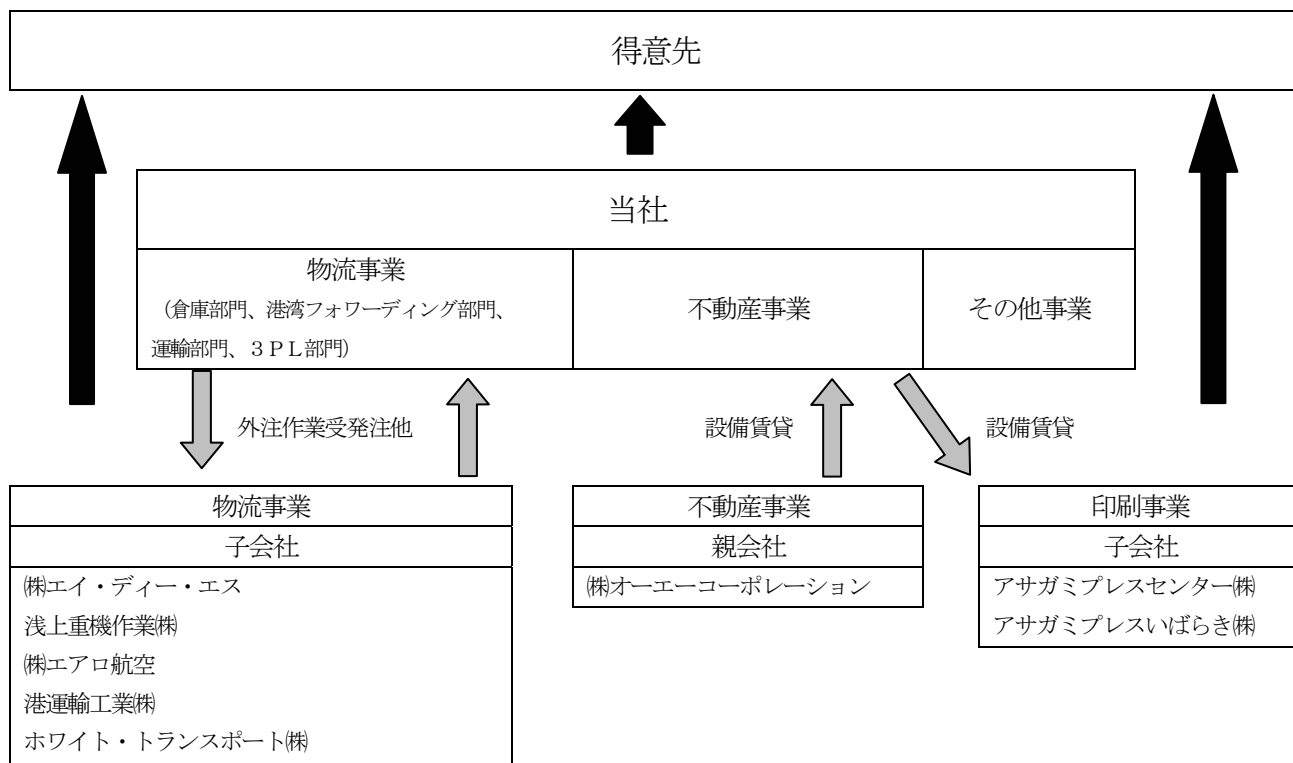 得意先
当社
物流事業
（倉庫部門、港湾フォワーディング部門、
運輸部門、３ＰＬ部門）
不動産事業
その他事業
外注作業受発注他
設備賃貸
設備賃貸
物流事業
子会社
㈱エイ・ディー・エス
浅上重機作業㈱
㈱エアロ航空
港運輸工業㈱
ホワイト・トランスポート㈱
不動産事業
親会社
㈱オーエーコーポレーション
印刷事業
子会社
アサガミプレスセンター㈱
アサガミプレスいばらき㈱